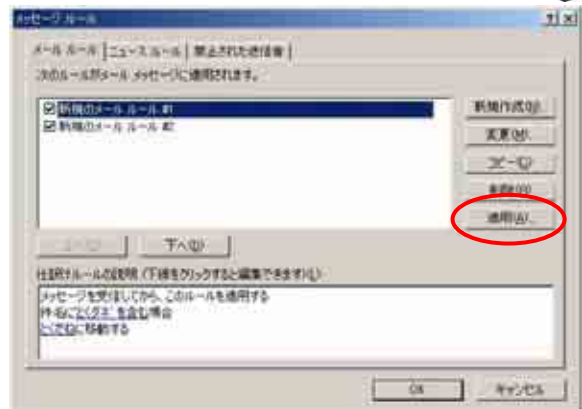 メッセージ ルール
メール ルール ニュース ルール 禁止された送信者
次のルールがメール メッセージに適用されます。
新規のメール ルール #1
新規のメール ルール #2
新規作成(N)...
変更(M)...
コピー(C)
削除(R)
適用(A)...
上へ(U) 下へ(D)
仕訳けルールの説明 (下線をクリックすると編集できます)(L):
メッセージを受信してから、このルールを適用する
件名に を含む場合
に移動する
OK キャンセル